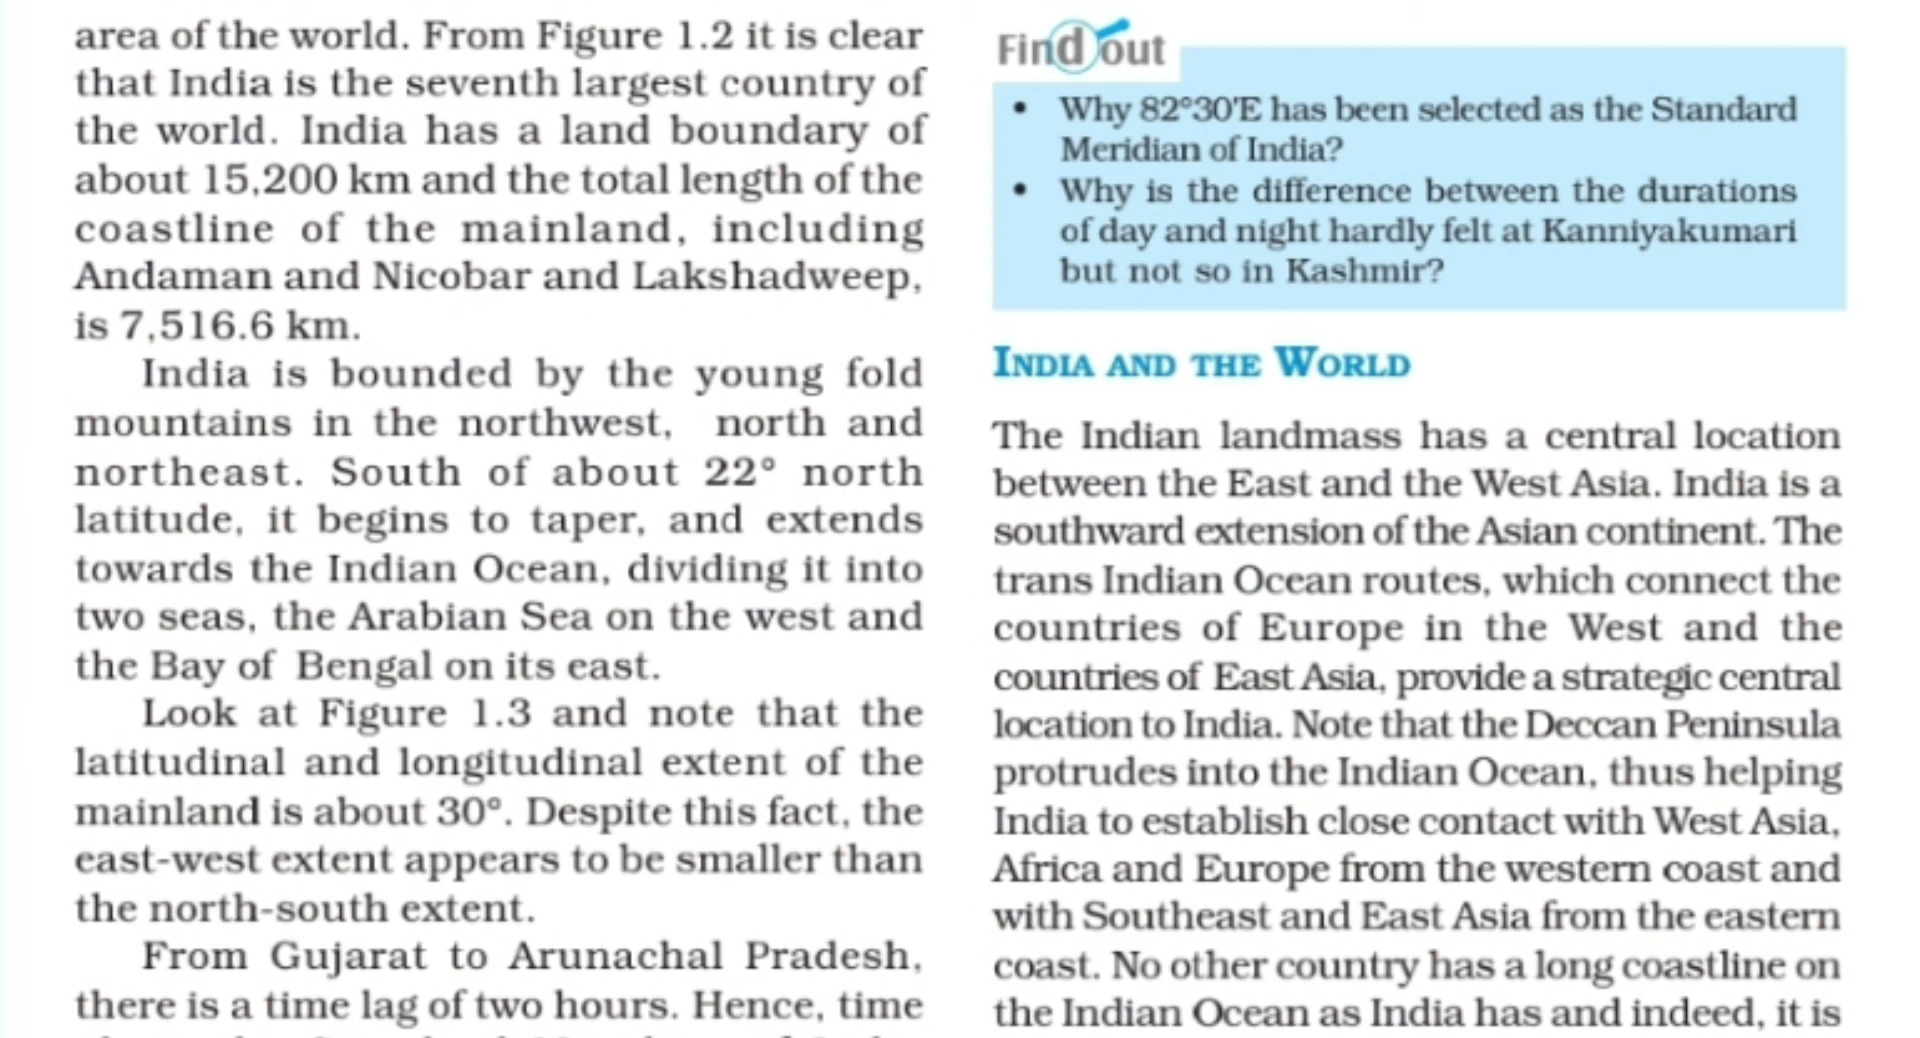 area of the world. From Figure 1.2 it is clear
that India is the seventh largest country of
the world. India has a land boundary of
about 15,200 km and the total length of the
coastline of the mainland, including
Andaman and Nicobar and Lakshadweep,
is 7,516.6 km.
India is bounded by the young fold
mountains in the northwest, north and
northeast. South of about 22° north
latitude, it begins to taper, and extends
towards the Indian Ocean, dividing it into
two seas, the Arabian Sea on the west and
the Bay of Bengal on its east.
Look at Figure 1.3 and note that the
latitudinal and longitudinal extent of the
mainland is about 30°. Despite this fact, the
east-west extent appears to be smaller than
the north-south extent.
From Gujarat to Arunachal Pradesh,
there is a time lag of two hours. Hence, time
Find out
• Why 82°30'E has been selected as the Standard
Meridian of India?
• Why is the difference between the durations
of day and night hardly felt at Kanniyakumari
but not so in Kashmir?
INDIA AND THE WORLD
The Indian landmass has a central location
between the East and the West Asia. India is a
southward extension of the Asian continent. The
trans Indian Ocean routes, which connect the
countries of Europe in the West and the
countries of East Asia, provide a strategic central
location to India. Note that the Deccan Peninsula
protrudes into the Indian Ocean, thus helping
India to establish close contact with West Asia,
Africa and Europe from the western coast and
with Southeast and East Asia from the eastern
coast. No other country has a long coastline on
the Indian Ocean as India has and indeed, it is